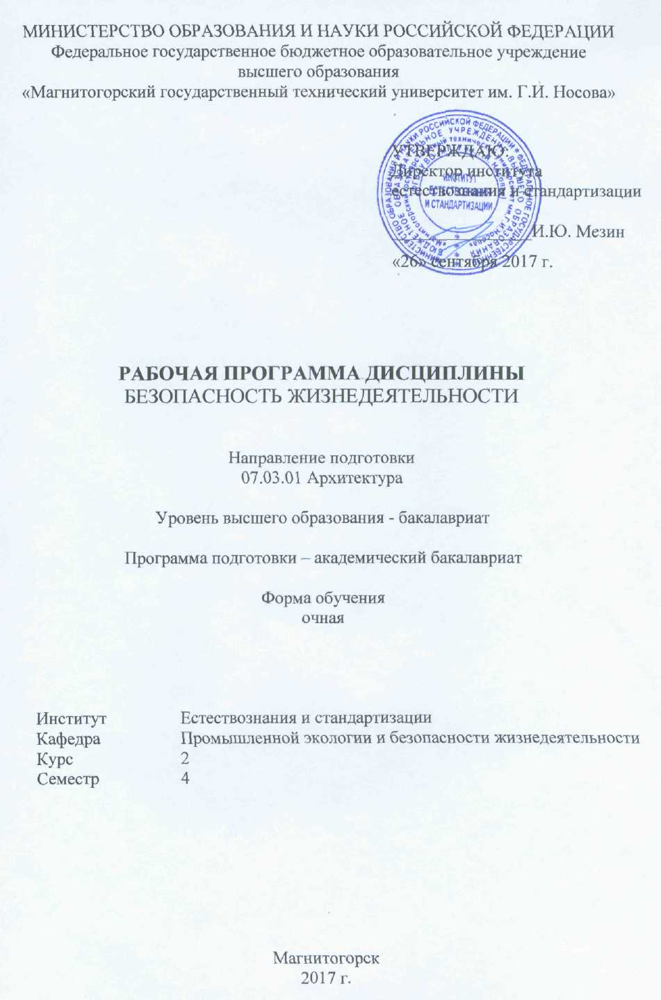 МИНИСТЕРСТВО ОБРАЗОВАНИЯ И НАУКИ РОССИЙСКОЙ ФЕДЕРАЦИИ
Федеральное государственное бюджетное образовательное учреждение
высшего образования
«Магнитогорский государственный технический университет им. Г.И. Носова»
УТВЕРЖДАЮ:
Директор института
естествознания и стандартизации
И.Ю. Мезин
«26» сентября 2017 г.
ИНСТИТУТ
ЕСТЕСТВОЗНАНИЯ
И СТАНДАРТИЗАЦИИ
РАБОЧАЯ ПРОГРАММА ДИСЦИПЛИНЫ
БЕЗОПАСНОСТЬ ЖИЗНЕДЕЯТЕЛЬНОСТИ
Направление подготовки
07.03.01 Архитектура
Уровень высшего образования - бакалавриат
Программа подготовки – академический бакалавриат
Форма обучения
очная
Институт Естествознания и стандартизации
Кафедра Промышленной экологии и безопасности жизнедеятельности
Курс 2
Семестр 4
Магнитогорск
2017 г.